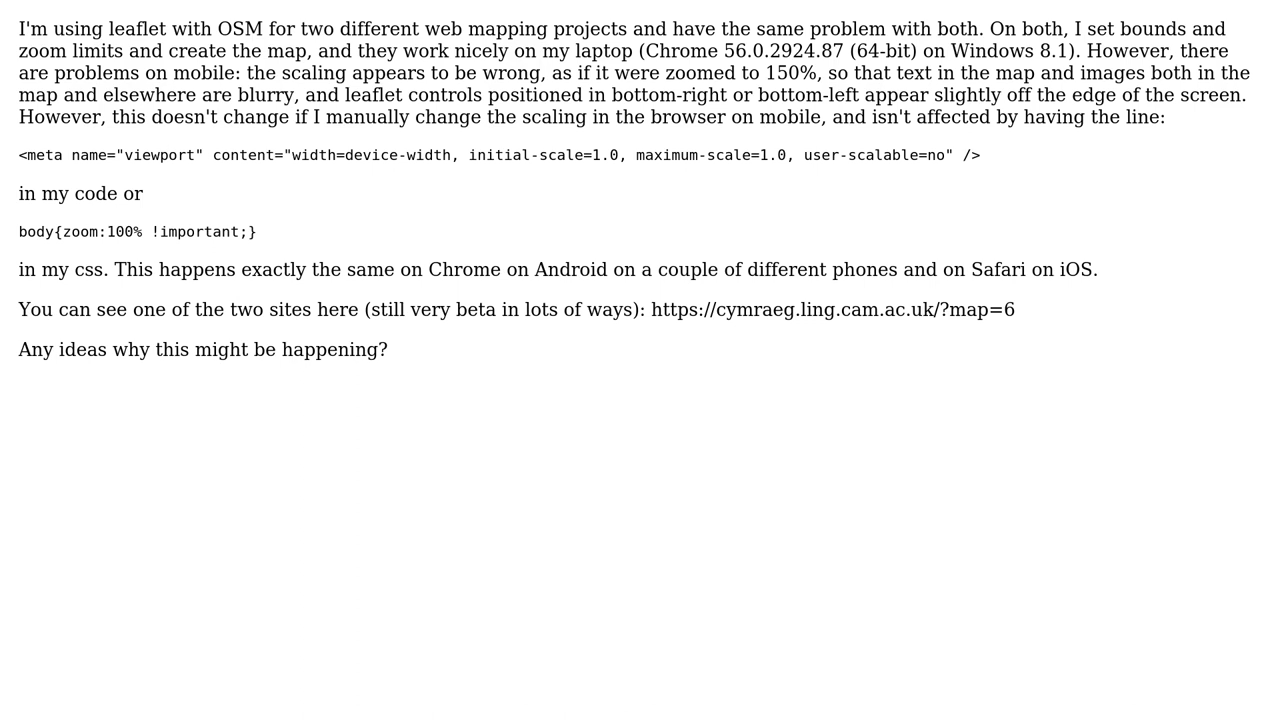 I'm using leaflet with OSM for two different web mapping projects and have the same problem with both. On both, I set bounds and
zoom limits and create the map, and they work nicely on my laptop (Chrome 56.0.2924.87 (64-bit) on Windows 8.1). However, there
are problems on mobile: the scaling appears to be wrong, as if it were zoomed to 150%, so that text in the map and images both in the
map and elsewhere are blurry, and leaflet controls positioned in bottom-right or bottom-left appear slightly off the edge of the screen.
However, this doesn't change if I manually change the scaling in the browser on mobile, and isn't affected by having the line:
<meta name="viewport" content="width=device-width, initial-scale=1.0, maximum-scale=1.0, user-scalable=no" />
in my code or
body{zoom:100% !important;}
in my css. This happens exactly the same on Chrome on Android on a couple of different phones and on Safari on iOS.
You can see one of the two sites here (still very beta in lots of ways): https://cymraeg.ling.cam.ac.uk/?map=6
Any ideas why this might be happening?